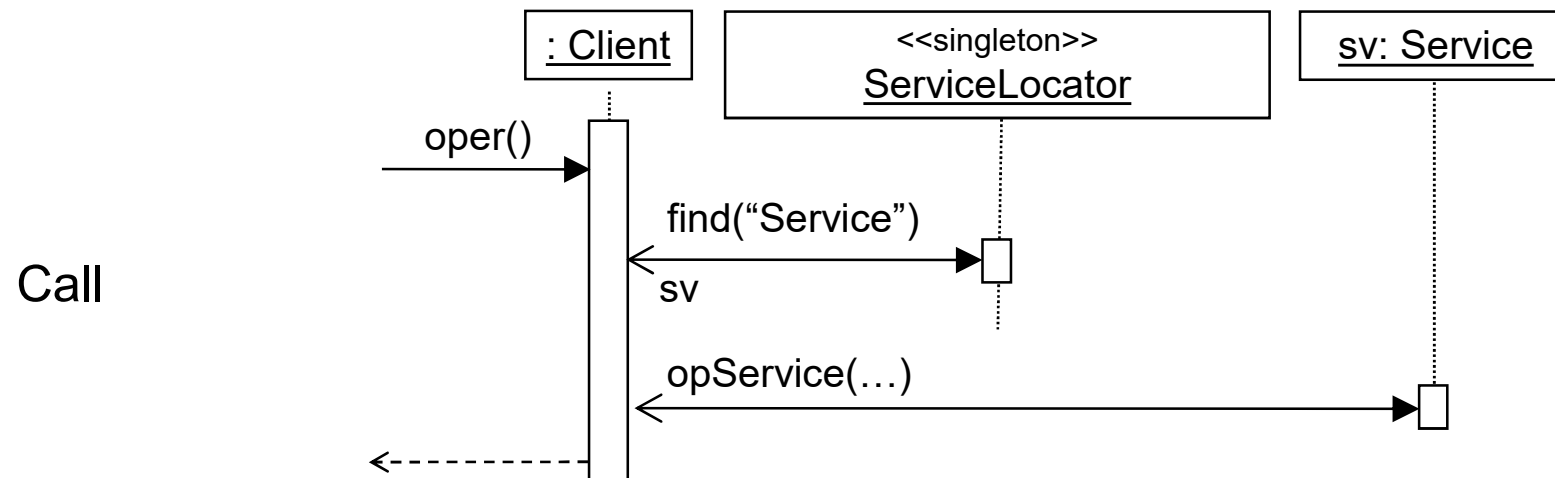 : Client
<<singleton>>
ServiceLocator
sv: Service
oper()
find(“Service”)
sv
Call
opService(…)